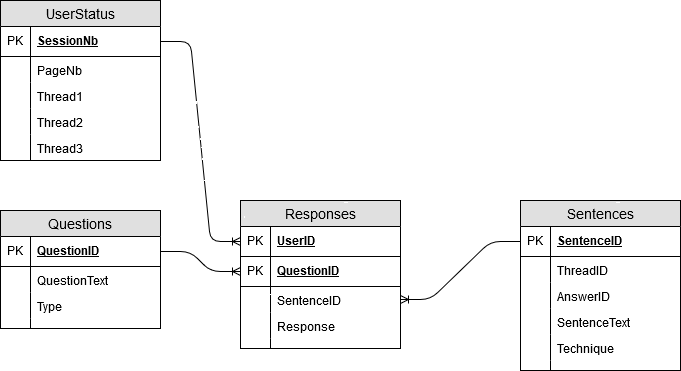 UserStatus
PK SessionNb
PageNb
Thread1
Thread2
Thread3
Questions
PK QuestionID
QuestionText
Type
Responses
PK UserID
PK QuestionID
SentenceID
Response
Sentences
PK SentenceID
ThreadID
AnswerID
SentenceText
Technique